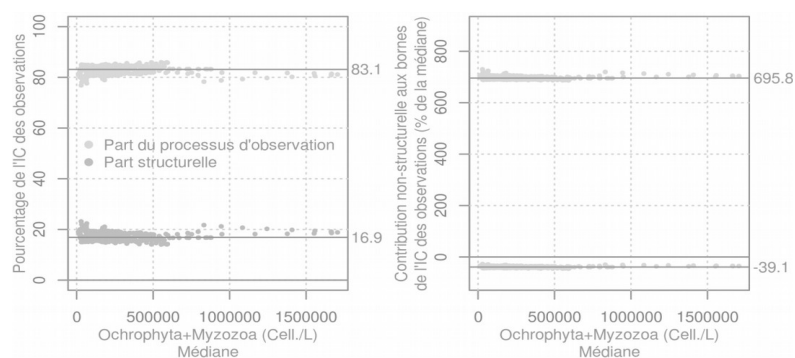 Pourcentage de l'IC des observations
100
80
60
40
20
0
83.1
16.9
Part du processus d'observation
Part structurelle
0 500000 1000000 1500000
Ochrophyta+Myzozoa (Cell./L)
Médiane
Contribution non-structurelle aux bornes
de l'IC des observations (% de la médiane)
800
600
400
200
0
695.8
-39.1
0 500000 1000000 1500000
Ochrophyta+Myzozoa (Cell./L)
Médiane